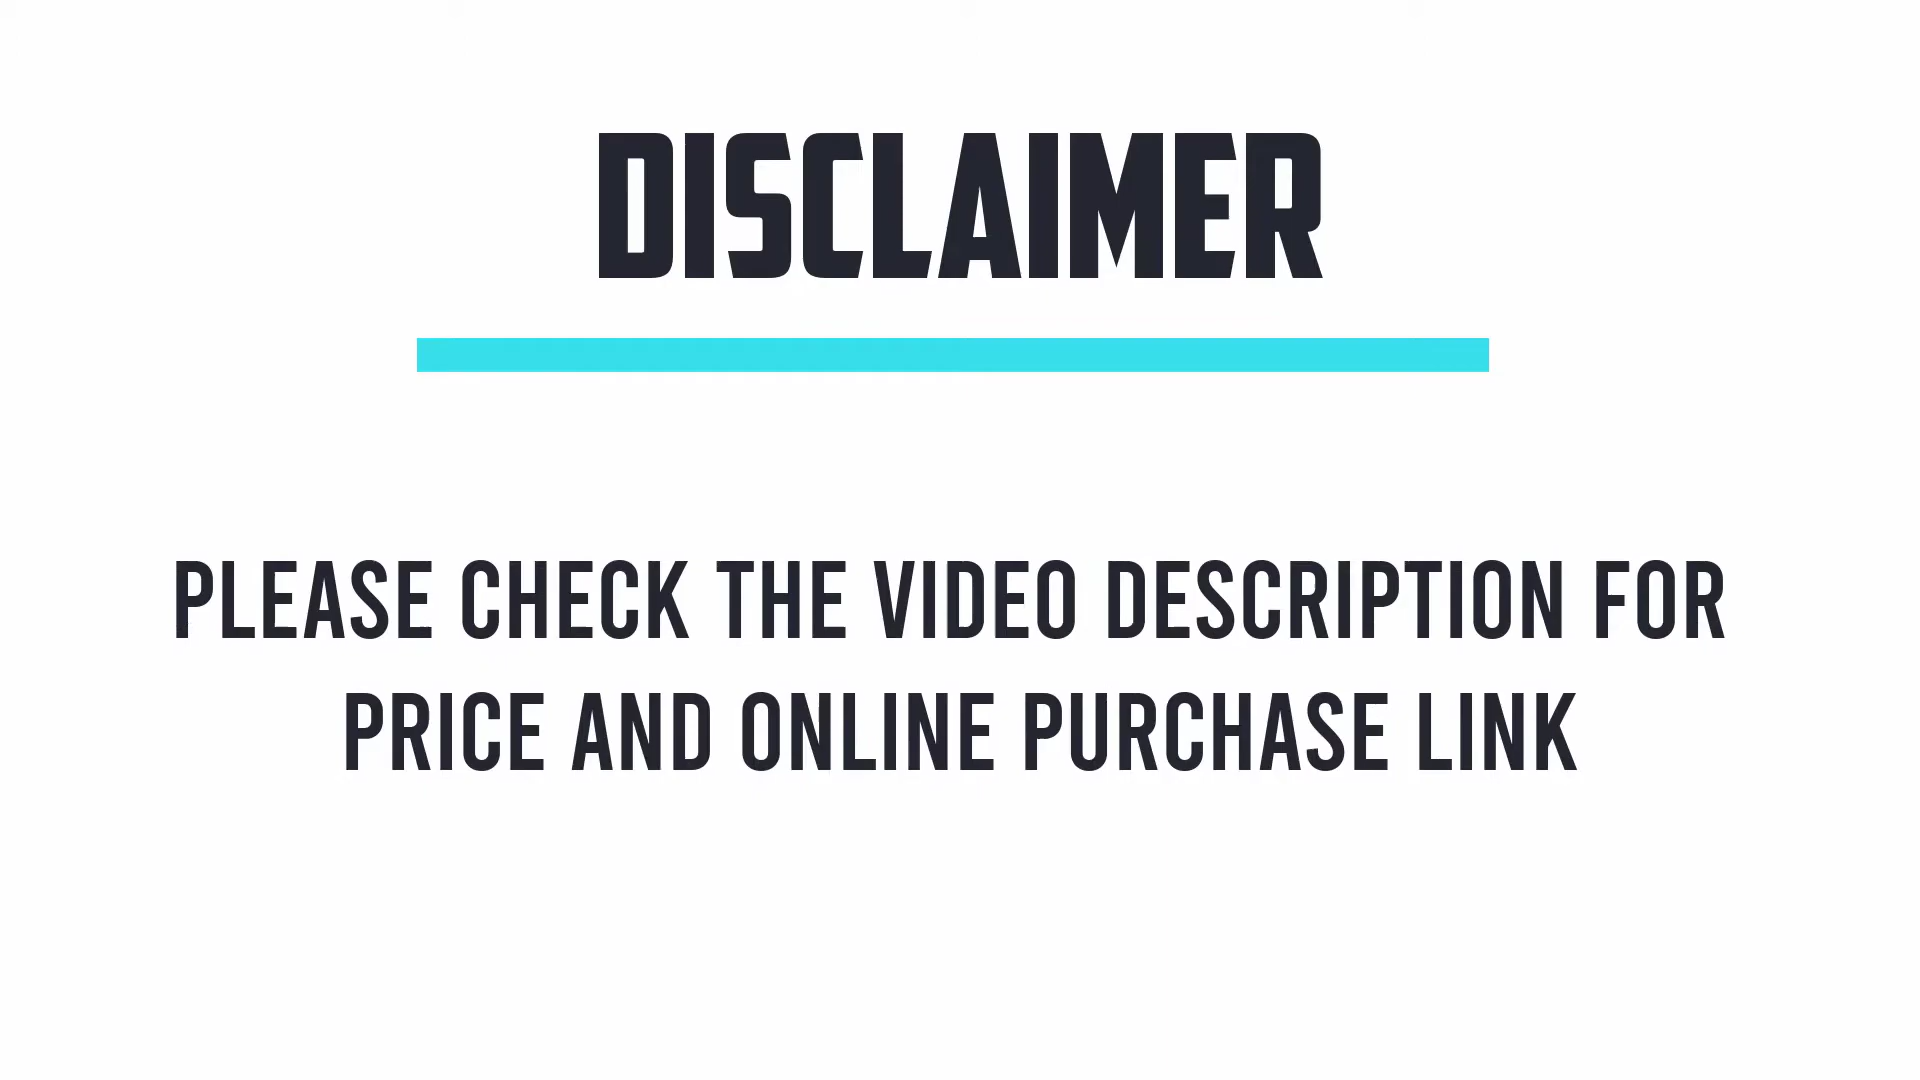 DISCLAIMER
PLEASE CHECK THE VIDEO DESCRIPTION FOR
PRICE AND ONLINE PURCHASE LINK